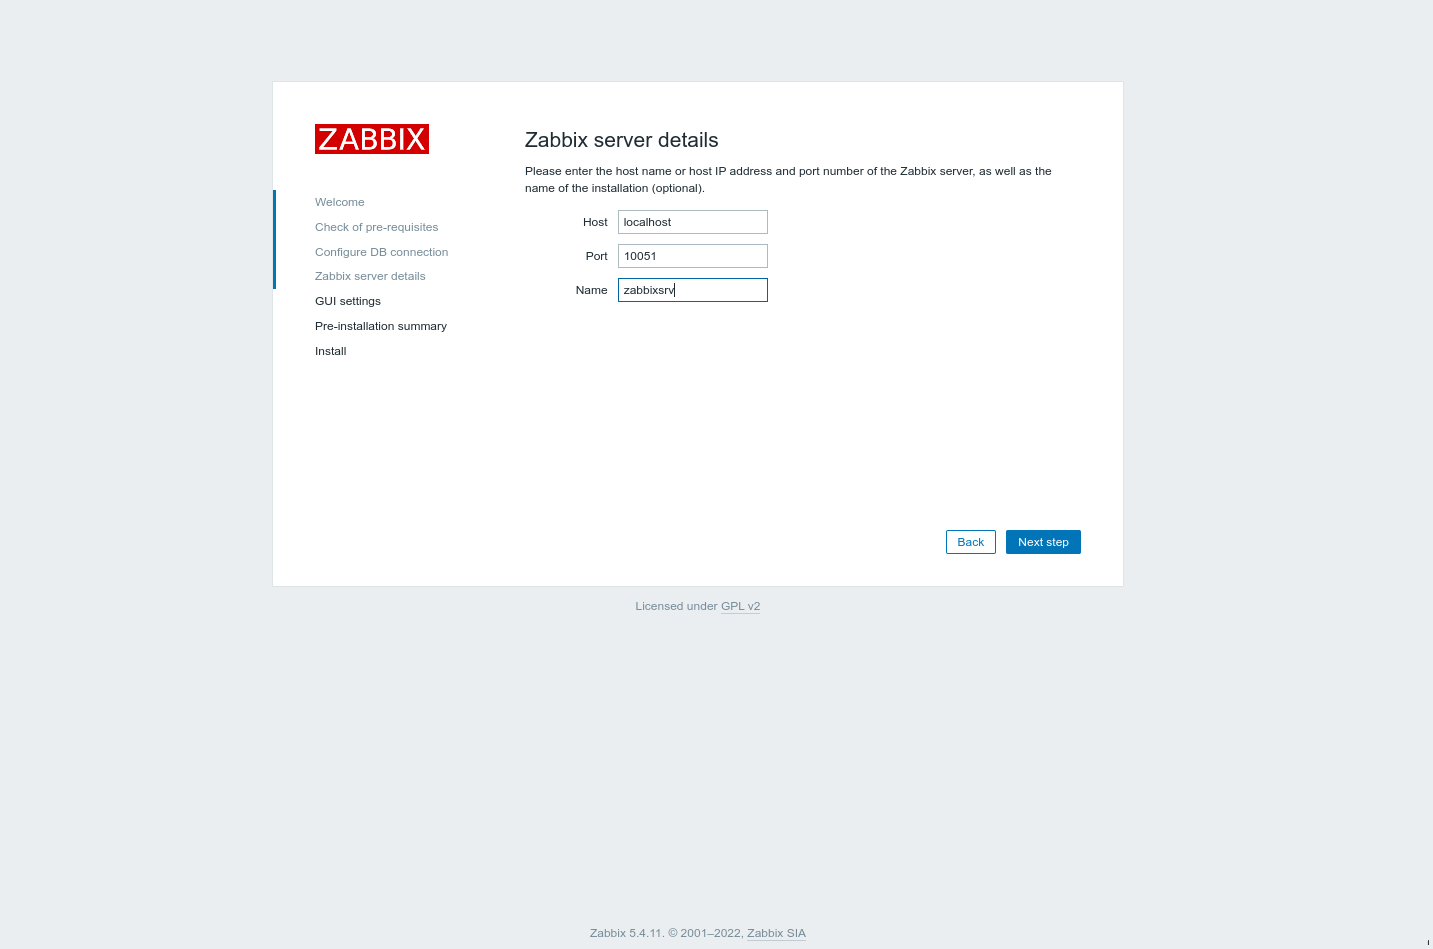 ZABBIX
Welcome
Check of pre-requisites
Configure DB connection
Zabbix server details
GUI settings
Pre-installation summary
Install
Zabbix server details
Please enter the host name or host IP address and port number of the Zabbix server, as well as the
name of the installation (optional).
Host localhost
Port 10051
Name zabbixsrv
Back Next step
Licensed under GPL v2
Zabbix 5.4.11. © 2001–2022, Zabbix SIA